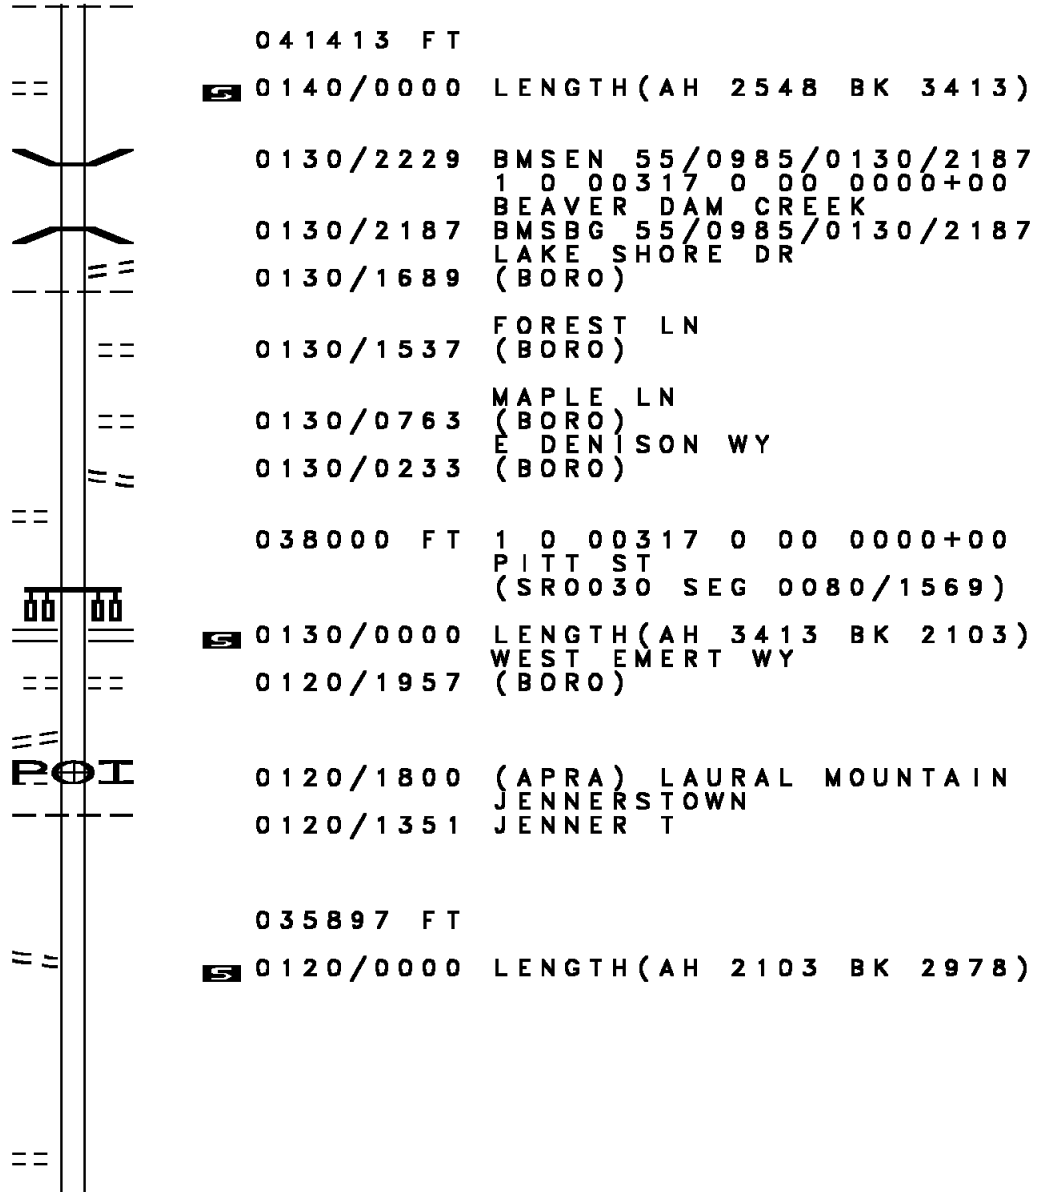 041413 FT
S 0140/0000 LENGTH(AH 2548 BK 3413)
0130/2229 BMSEN 55/0985/0130/2187
1 0 00317 0 00 0000+00
BEAVER DAM CREEK
0130/2187 BMSBG 55/0985/0130/2187
LAKE SHORE DR
0130/1689 (BORO)
FOREST LN
0130/1537 (BORO)
MAPLE LN
0130/0763 (BORO)
E DENISON WY
0130/0233 (BORO)
038000 FT 1 0 00317 0 00 0000+00
PITT ST
(SR0030 SEG 0080/1569)
S 0130/0000 LENGTH(AH 3413 BK 2103)
WEST EMERT WY
0120/1957 (BORO)
POI 0120/1800 (APRA) LAURAL MOUNTAIN
JENNERSTOWN
0120/1351 JENNER T
035897 FT
S 0120/0000 LENGTH(AH 2103 BK 2978)